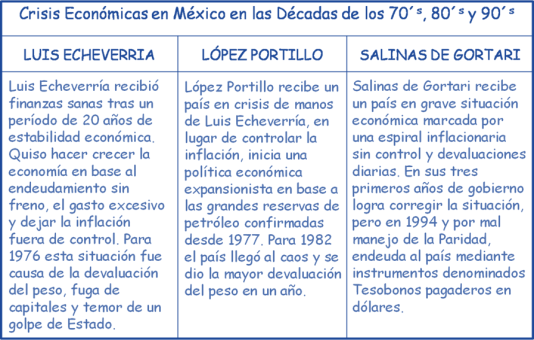 Crisis Económicas en México en las Décadas de los 70´s, 80´s y 90´s
LUIS ECHEVERRIA
LÓPEZ PORTILLO
SALINAS DE GORTARI
Luis Echeverría recibió
finanzas sanas tras un
período de 20 años de
estabilidad económica.
Quiso hacer crecer la
economía en base al
endeudamiento sin
freno, el gasto excesivo
y dejar la inflación
fuera de control. Para
1976 esta situación fue
causa de la devaluación
del peso, fuga de
capitales y temor de un
golpe de Estado.
López Portillo recibe un
país en crisis de manos
de Luis Echeverría, en
lugar de controlar la
inflación, inicia una
política económica
expansionista en base a
las grandes reservas de
petróleo confirmadas
desde 1977. Para 1982
el país llegó al caos y se
dio la mayor devaluación
del peso en un año.
Salinas de Gortari recibe
un país en grave situación
económica marcada por
una espiral inflacionaria
sin control y devaluaciones
diarias. En sus tres
primeros años de gobierno
logra corregir la situación,
pero en 1994 y por mal
manejo de la Paridad,
endeuda al país mediante
instrumentos denominados
Tesobonos pagaderos en
dólares.